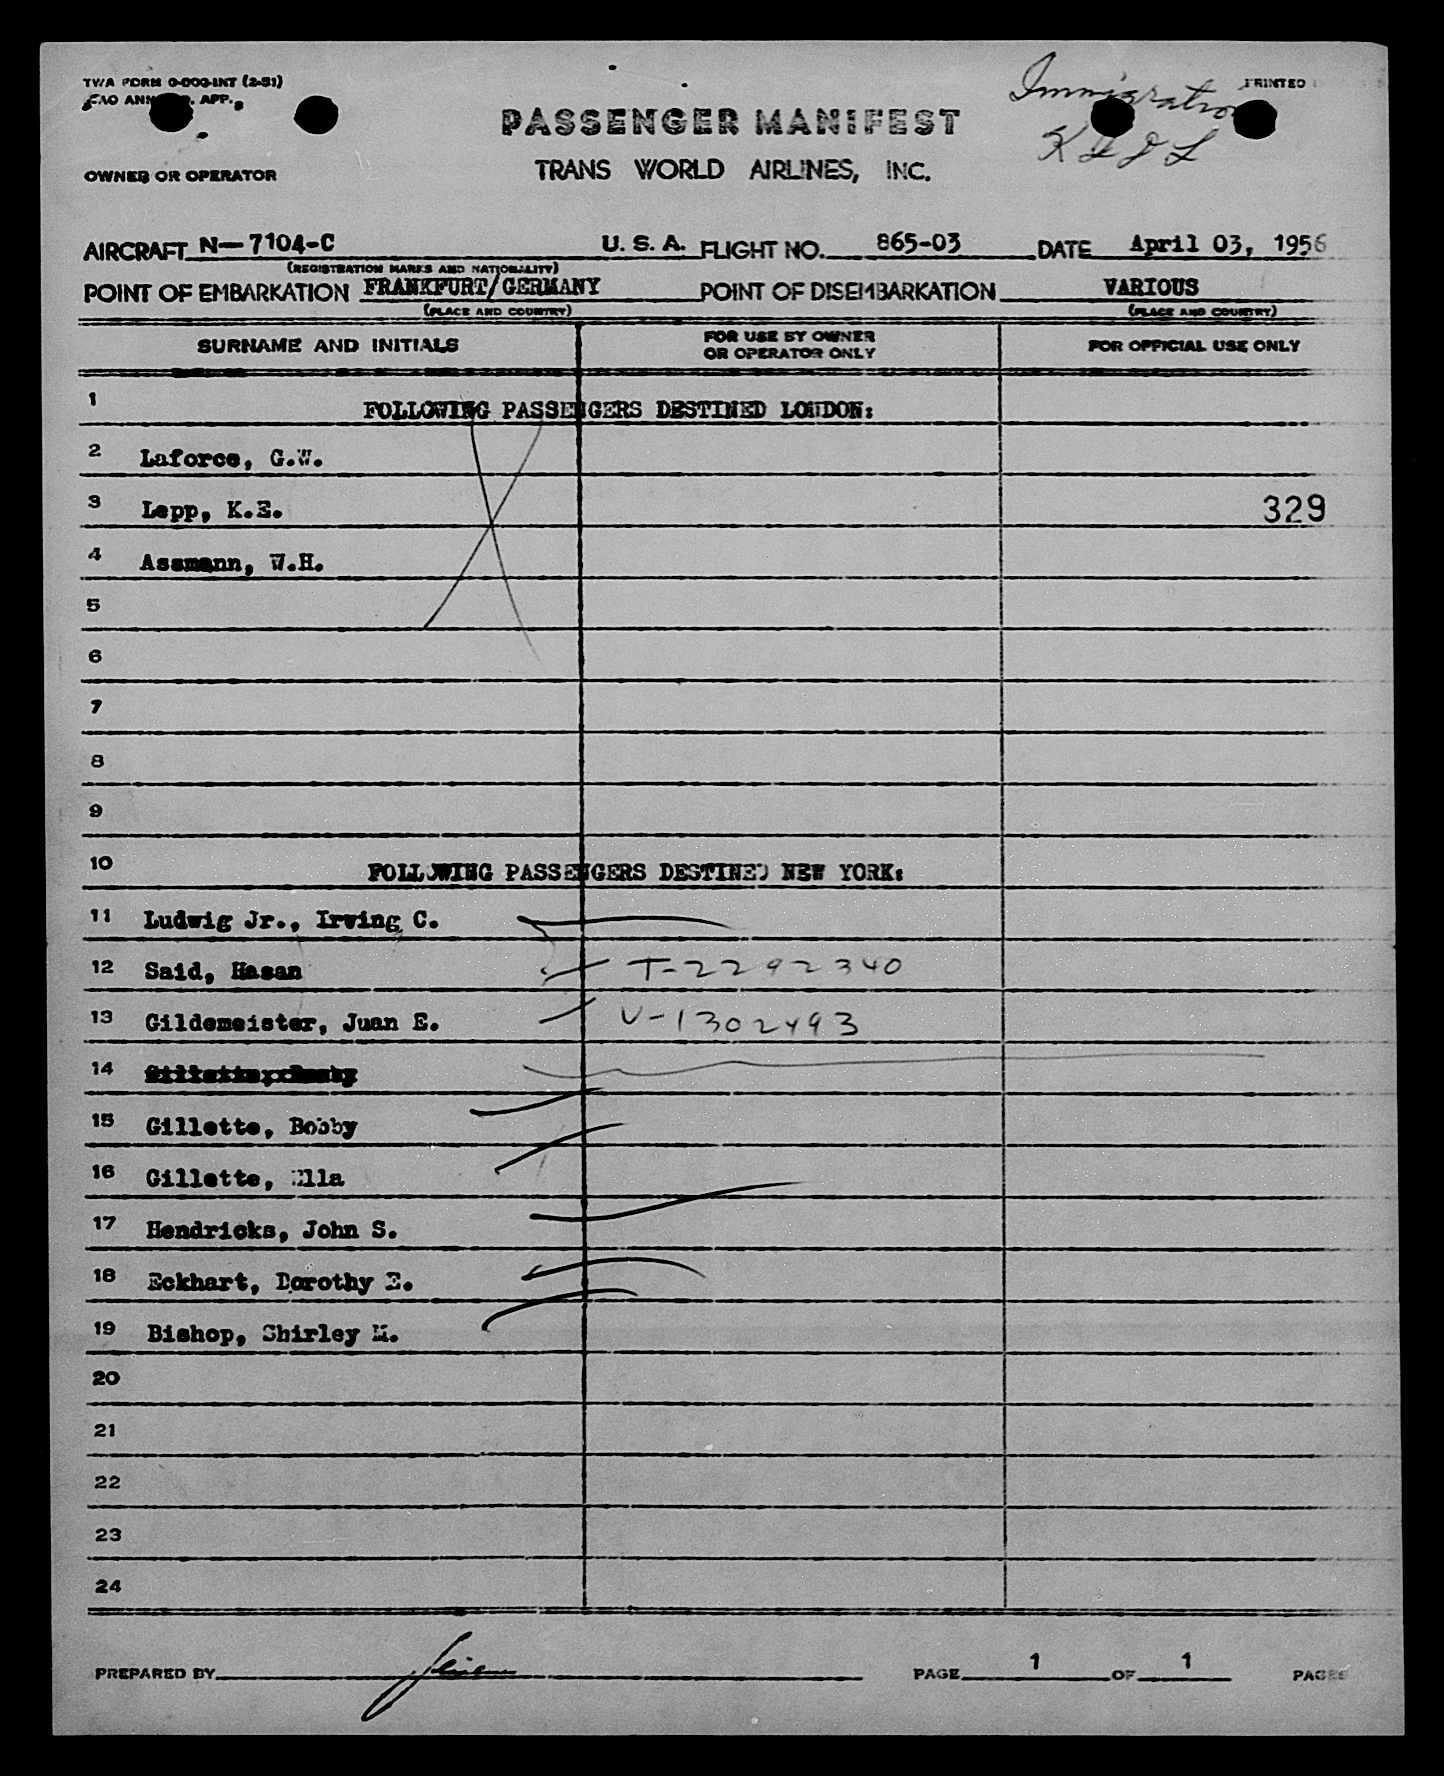 TWA FORM O-000-INT (2-51)
PRINTED
Immigration
APP.
PASSENGER MANIFEST
TRANS WORLD AIRLINES, INC.
OWNER OR OPERATOR
AIRCRAFT N-7104-C U. S. A. FLIGHT NO. 865-03 DATE April 03, 1956
(REGISTRATION MARKS AND NATIONALITY)
POINT OF EMBARKATION FRANKFURT/GERMANY POINT OF DISEMBARKATION VARIOUS
(PLACE AND COUNTRY) (PLACE AND COUNTRY)
SURNAME AND INITIALS FOR USE BY OWNER OR OPERATOR ONLY FOR OFFICIAL USE ONLY
1 FOLLOWING PASSENGERS DESTINED LONDON:
2 Laforce, G.W.
3 Lepp, K.E. 329
4 Assmann, W.H.
5
6
7
8
9
10 FOLLOWING PASSENGERS DESTINED NEW YORK:
11 Ludwig Jr., Irving C.
12 Said, Hasan T-2292340
13 Gildemeister, Juan E. V-1302493
14
15 Gillette, Bobby
16 Gillette, Ella
17 Hendricks, John S.
18 Eckhart, Dorothy E.
19 Bishop, Shirley M.
20
21
22
23
24
PREPARED BY PAGE 1 OF 1 PAGES